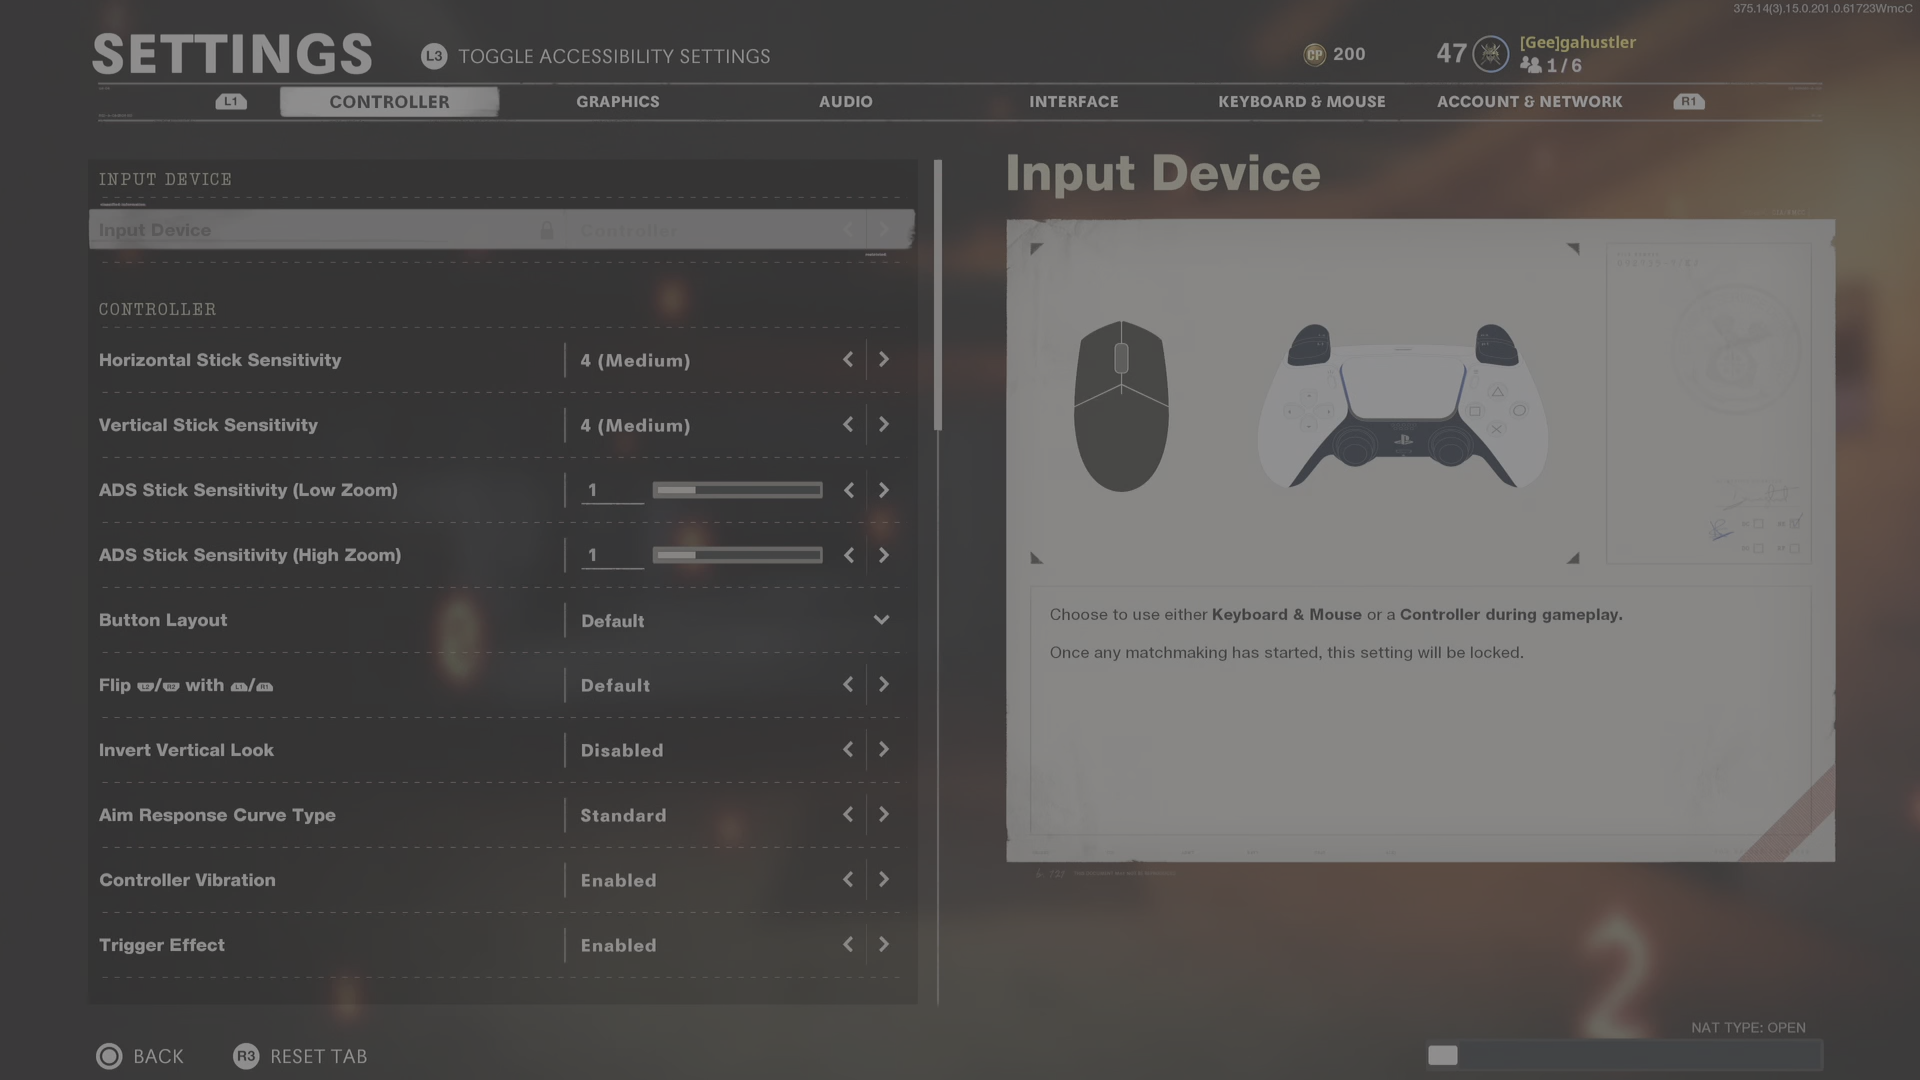 375.14(3).15.0.201.0.61723WmcC
SETTINGS
L3 TOGGLE ACCESSIBILITY SETTINGS
CP 200
47
[Gee]gahustler
1 / 6
L1 CONTROLLER GRAPHICS AUDIO INTERFACE KEYBOARD & MOUSE ACCOUNT & NETWORK R1
INPUT DEVICE
Input Device Controller
CONTROLLER
Horizontal Stick Sensitivity 4 (Medium)
Vertical Stick Sensitivity 4 (Medium)
ADS Stick Sensitivity (Low Zoom) 1
ADS Stick Sensitivity (High Zoom) 1
Button Layout Default
Flip L2/R2 with L1/R1 Default
Invert Vertical Look Disabled
Aim Response Curve Type Standard
Controller Vibration Enabled
Trigger Effect Enabled
Input Device
Choose to use either Keyboard & Mouse or a Controller during gameplay.
Once any matchmaking has started, this setting will be locked.
2
NAT TYPE: OPEN
BACK
R3 RESET TAB